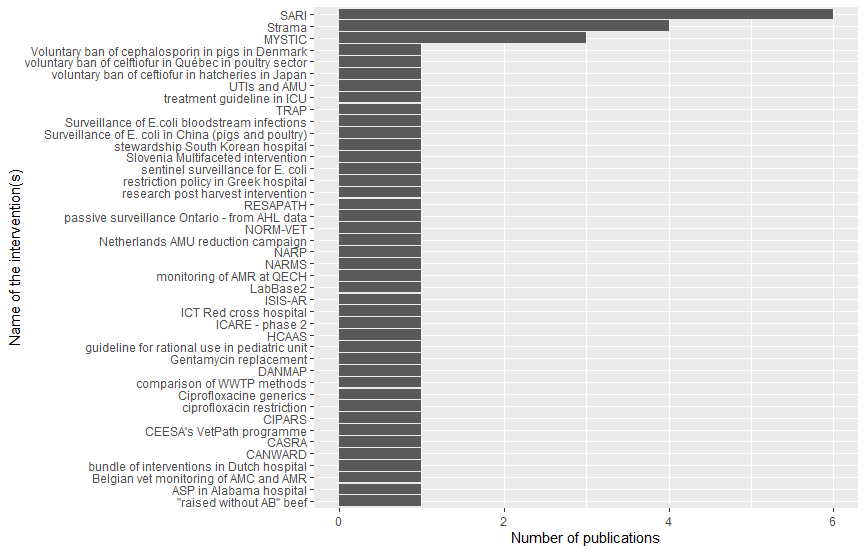 SARI
Strama
MYSTIC
Voluntary ban of cephalosporin in pigs in Denmark
voluntary ban of celftiofur in Québec in poultry sector
voluntary ban of ceftiofur in hatcheries in Japan
UTIs and AMU
treatment guideline in ICU
TRAP
Surveillance of E.coli bloodstream infections
Surveillance of E. coli in China (pigs and poultry)
stewardship South Korean hospital
Slovenia Multifaceted intervention
sentinel surveillance for E. coli
restriction policy in Greek hospital
research post harvest intervention
RESAPATH
passive surveillance Ontario - from AHL data
NORM-VET
Netherlands AMU reduction campaign
NARP
NARMS
monitoring of AMR at QECH
LabBase2
ISIS-AR
ICT Red cross hospital
ICARE - phase 2
HCAAS
guideline for rational use in pediatric unit
Gentamycin replacement
DANMAP
comparison of WWTP methods
Ciprofloxacine generics
ciprofloxacin restriction
CIPARS
CEESA's VetPath programme
CASRA
CANWARD
bundle of interventions in Dutch hospital
Belgian vet monitoring of AMC and AMR
ASP in Alabama hospital
"raised without AB" beef
Name of the intervention(s)
0 2 4 6
Number of publications